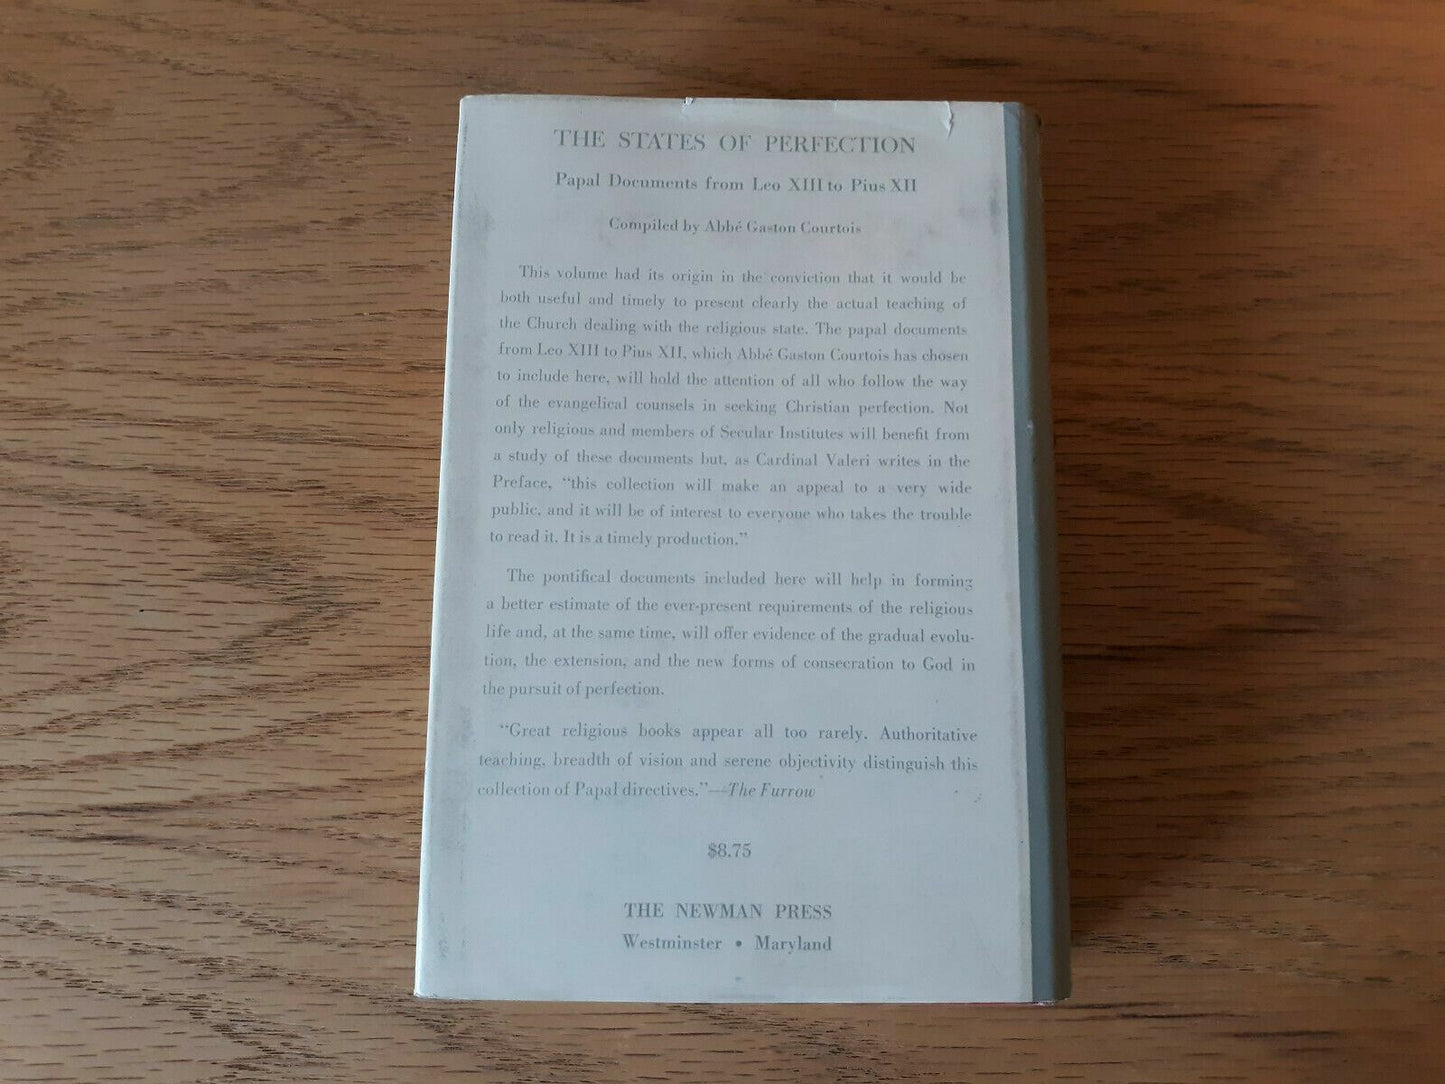 THE STATES OF PERFECTION
Papal Documents from Leo XIII to Pius XII
Compiled by Abbé Gaston Courtois
This volume had its origin in the conviction that it would be
both useful and timely to present clearly the actual teaching of
the Church dealing with the religious state. The papal documents
from Leo XIII to Pius XII, which Abbé Gaston Courtois has chosen
to include here, will hold the attention of all who follow the way
of the evangelical counsels in seeking Christian perfection. Not
only religious and members of Secular Institutes will benefit from
a study of these documents but, as Cardinal Valeri writes in the
Preface, “this collection will make an appeal to a very wide
public, and it will be of interest to everyone who takes the trouble
to read it. It is a timely production.”
The pontifical documents included here will help in forming
a better estimate of the ever-present requirements of the religious
life and, at the same time, will offer evidence of the gradual evolu-
tion, the extension, and the new forms of consecration to God in
the pursuit of perfection.
“Great religious books appear all too rarely. Authoritative
teaching, breadth of vision and serene objectivity distinguish this
collection of Papal directives.”—The Furrow
$8.75
THE NEWMAN PRESS
Westminster • Maryland